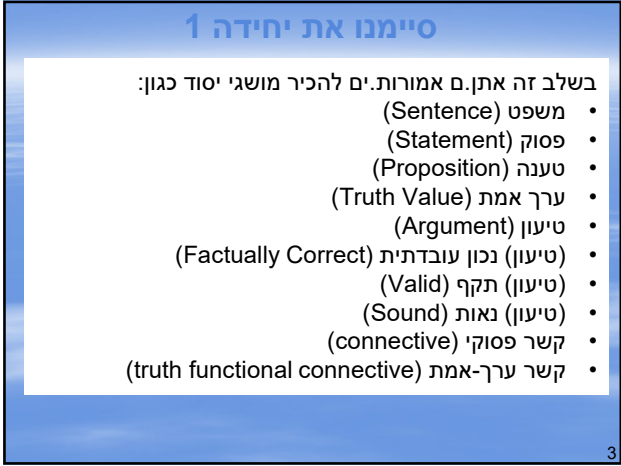 סיימנו את יחידה 1
בשלב זה אתן.ם אמורות.ים להכיר מושגי יסוד כגון:
• משפט (Sentence)
• פסוק (Statement)
• טענה (Proposition)
• ערך אמת (Truth Value)
• טיעון (Argument)
• (טיעון) נכון עובדתית (Factually Correct)
• (טיעון) תקף (Valid)
• (טיעון) נאות (Sound)
• קשר פסוקי (connective)
• קשר ערך-אמת (truth functional connective)
3